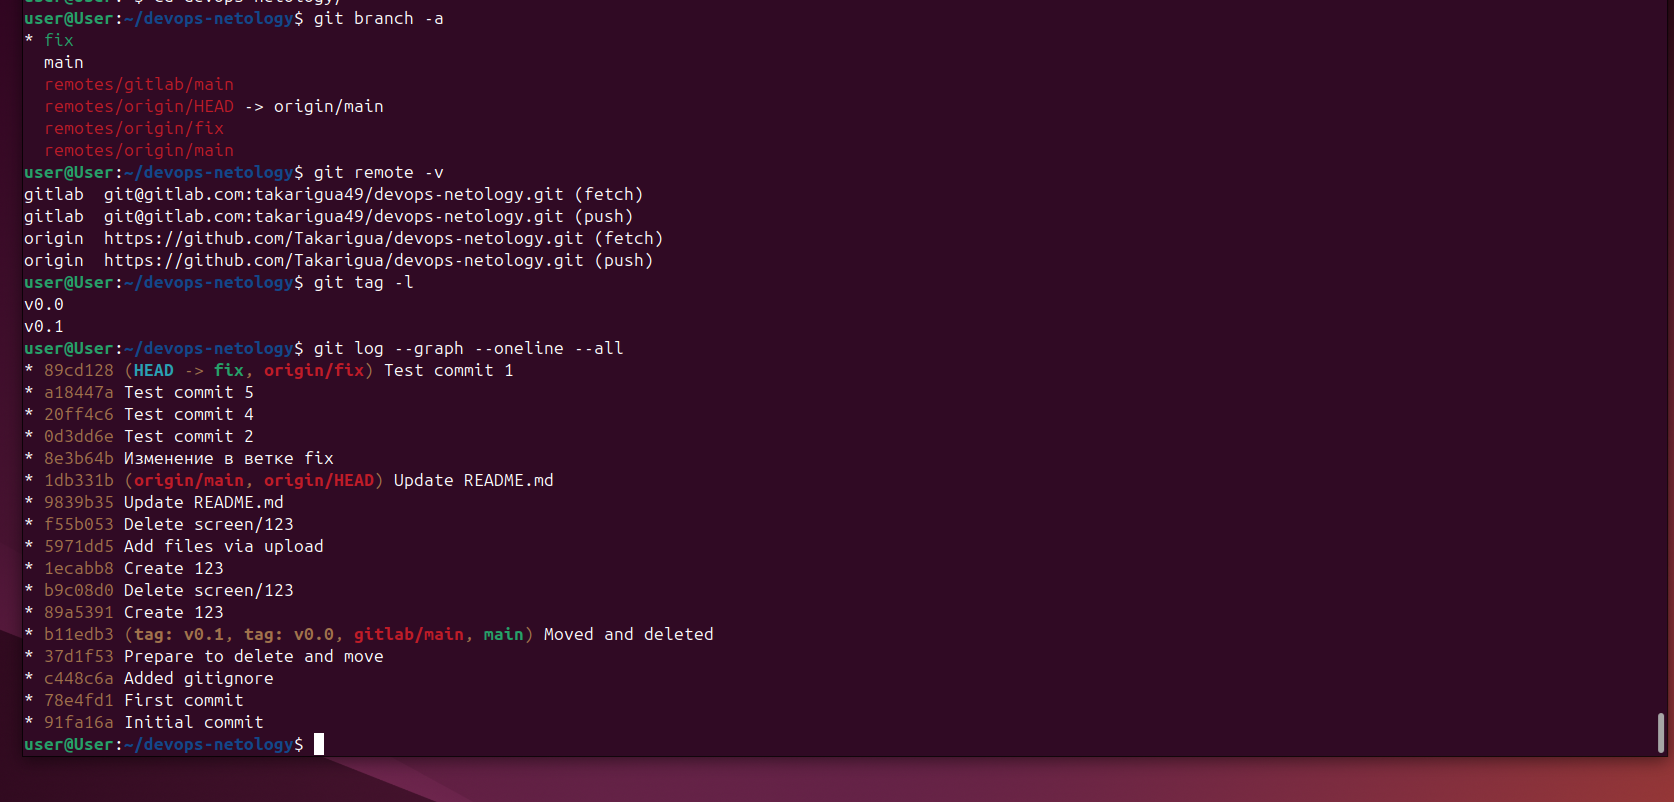 user@User:~/devops-netology$ git branch -a
* fix
  main
  remotes/gitlab/main
  remotes/origin/HEAD -> origin/main
  remotes/origin/fix
  remotes/origin/main
user@User:~/devops-netology$ git remote -v
gitlab  git@gitlab.com:takarigua49/devops-netology.git (fetch)
gitlab  git@gitlab.com:takarigua49/devops-netology.git (push)
origin  https://github.com/Takarigua/devops-netology.git (fetch)
origin  https://github.com/Takarigua/devops-netology.git (push)
user@User:~/devops-netology$ git tag -l
v0.0
v0.1
user@User:~/devops-netology$ git log --graph --oneline --all
* 89cd128 (HEAD -> fix, origin/fix) Test commit 1
* a18447a Test commit 5
* 20ff4c6 Test commit 4
* 0d3dd6e Test commit 2
* 8e3b64b Изменение в ветке fix
* 1db331b (origin/main, origin/HEAD) Update README.md
* 9839b35 Update README.md
* f55b053 Delete screen/123
* 5971dd5 Add files via upload
* 1ecabb8 Create 123
* b9c08d0 Delete screen/123
* 89a5391 Create 123
* b11edb3 (tag: v0.1, tag: v0.0, gitlab/main, main) Moved and deleted
* 37d1f53 Prepare to delete and move
* c448c6a Added gitignore
* 78e4fd1 First commit
* 91fa16a Initial commit
user@User:~/devops-netology$